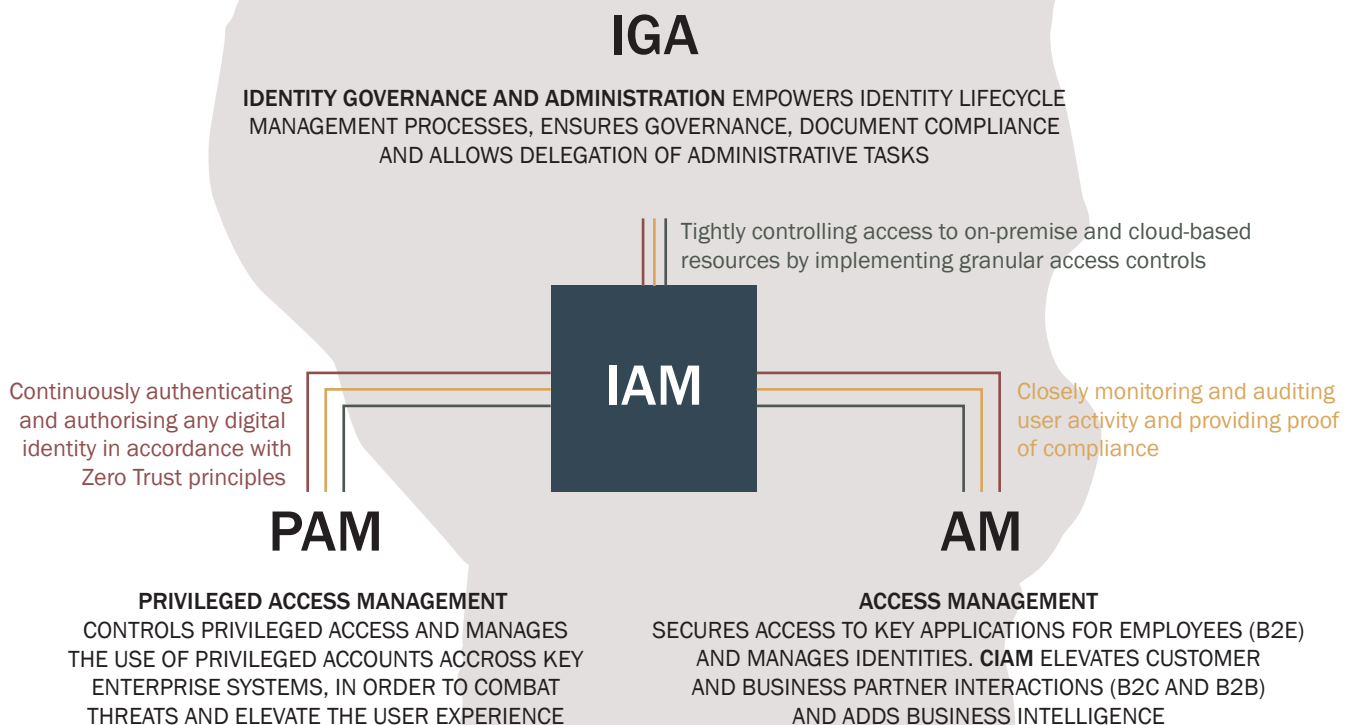 IGA
IDENTITY GOVERNANCE AND ADMINISTRATION EMPOWERS IDENTITY LIFECYCLE
MANAGEMENT PROCESSES, ENSURES GOVERNANCE, DOCUMENT COMPLIANCE
AND ALLOWS DELEGATION OF ADMINISTRATIVE TASKS
Tightly controlling access to on-premise and cloud-based
resources by implementing granular access controls
IAM
Continuously authenticating
and authorising any digital
identity in accordance with
Zero Trust principles
Closely monitoring and auditing
user activity and providing proof
of compliance
PAM
PRIVILEGED ACCESS MANAGEMENT
CONTROLS PRIVILEGED ACCESS AND MANAGES
THE USE OF PRIVILEGED ACCOUNTS ACCROSS KEY
ENTERPRISE SYSTEMS, IN ORDER TO COMBAT
THREATS AND ELEVATE THE USER EXPERIENCE
AM
ACCESS MANAGEMENT
SECURES ACCESS TO KEY APPLICATIONS FOR EMPLOYEES (B2E)
AND MANAGES IDENTITIES. CIAM ELEVATES CUSTOMER
AND BUSINESS PARTNER INTERACTIONS (B2C AND B2B)
AND ADDS BUSINESS INTELLIGENCE